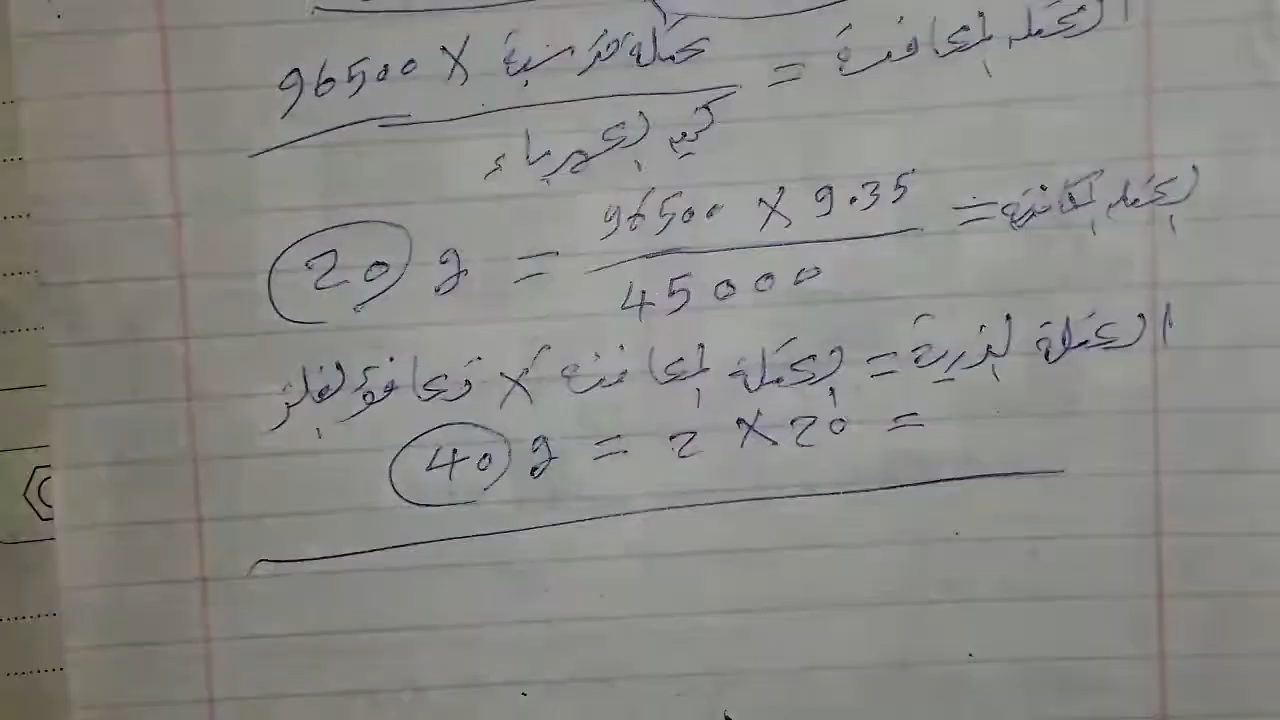 الكتلة المكافئة = كتلة مترسبة × 96500
كمية الكهرباء
الكتلة المكافئة = 9.35 × 96500 = 20 g
45000
الكتلة الذرية = الكتلة المكافئة × تكافؤ الفلز
= 20 × 2 = 40 g